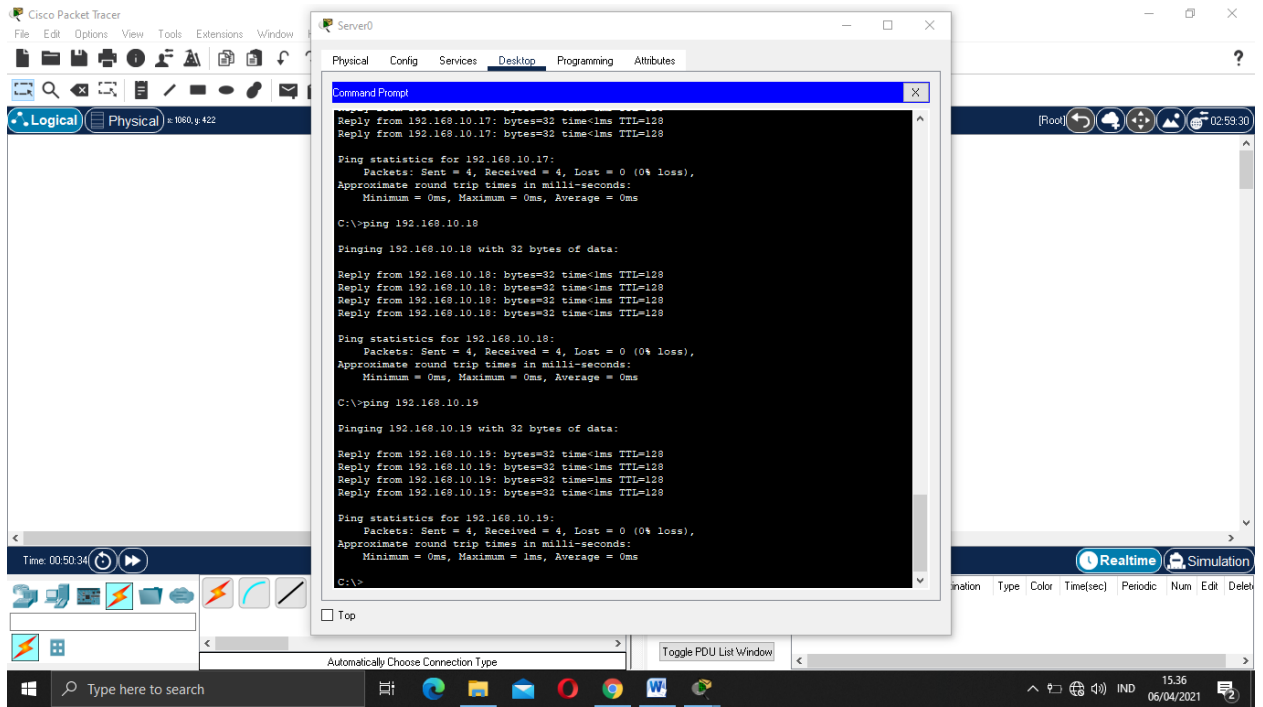 Cisco Packet Tracer
File Edit Options View Tools Extensions Window
Server0
Physical Config Services Desktop Programming Attributes
?
Command Prompt
X
Logical Physical x: 1060, y: 422
[Root] 02:59:30
Reply from 192.168.10.17: bytes=32 time<1ms TTL=128
Reply from 192.168.10.17: bytes=32 time<1ms TTL=128
Ping statistics for 192.168.10.17:
Packets: Sent = 4, Received = 4, Lost = 0 (0% loss),
Approximate round trip times in milli-seconds:
Minimum = 0ms, Maximum = 0ms, Average = 0ms
C:\>ping 192.168.10.18
Pinging 192.168.10.18 with 32 bytes of data:
Reply from 192.168.10.18: bytes=32 time<1ms TTL=128
Reply from 192.168.10.18: bytes=32 time<1ms TTL=128
Reply from 192.168.10.18: bytes=32 time<1ms TTL=128
Reply from 192.168.10.18: bytes=32 time<1ms TTL=128
Ping statistics for 192.168.10.18:
Packets: Sent = 4, Received = 4, Lost = 0 (0% loss),
Approximate round trip times in milli-seconds:
Minimum = 0ms, Maximum = 0ms, Average = 0ms
C:\>ping 192.168.10.19
Pinging 192.168.10.19 with 32 bytes of data:
Reply from 192.168.10.19: bytes=32 time<1ms TTL=128
Reply from 192.168.10.19: bytes=32 time<1ms TTL=128
Reply from 192.168.10.19: bytes=32 time=1ms TTL=128
Reply from 192.168.10.19: bytes=32 time<1ms TTL=128
Ping statistics for 192.168.10.19:
Packets: Sent = 4, Received = 4, Lost = 0 (0% loss),
Approximate round trip times in milli-seconds:
Minimum = 0ms, Maximum = 1ms, Average = 0ms
C:\>
Top
Time: 00:50:34
Realtime Simulation
Type Color Time(sec) Periodic Num Edit
Toggle PDU List Window
Automatically Choose Connection Type
Type here to search
IND
15.36
06/04/2021
2